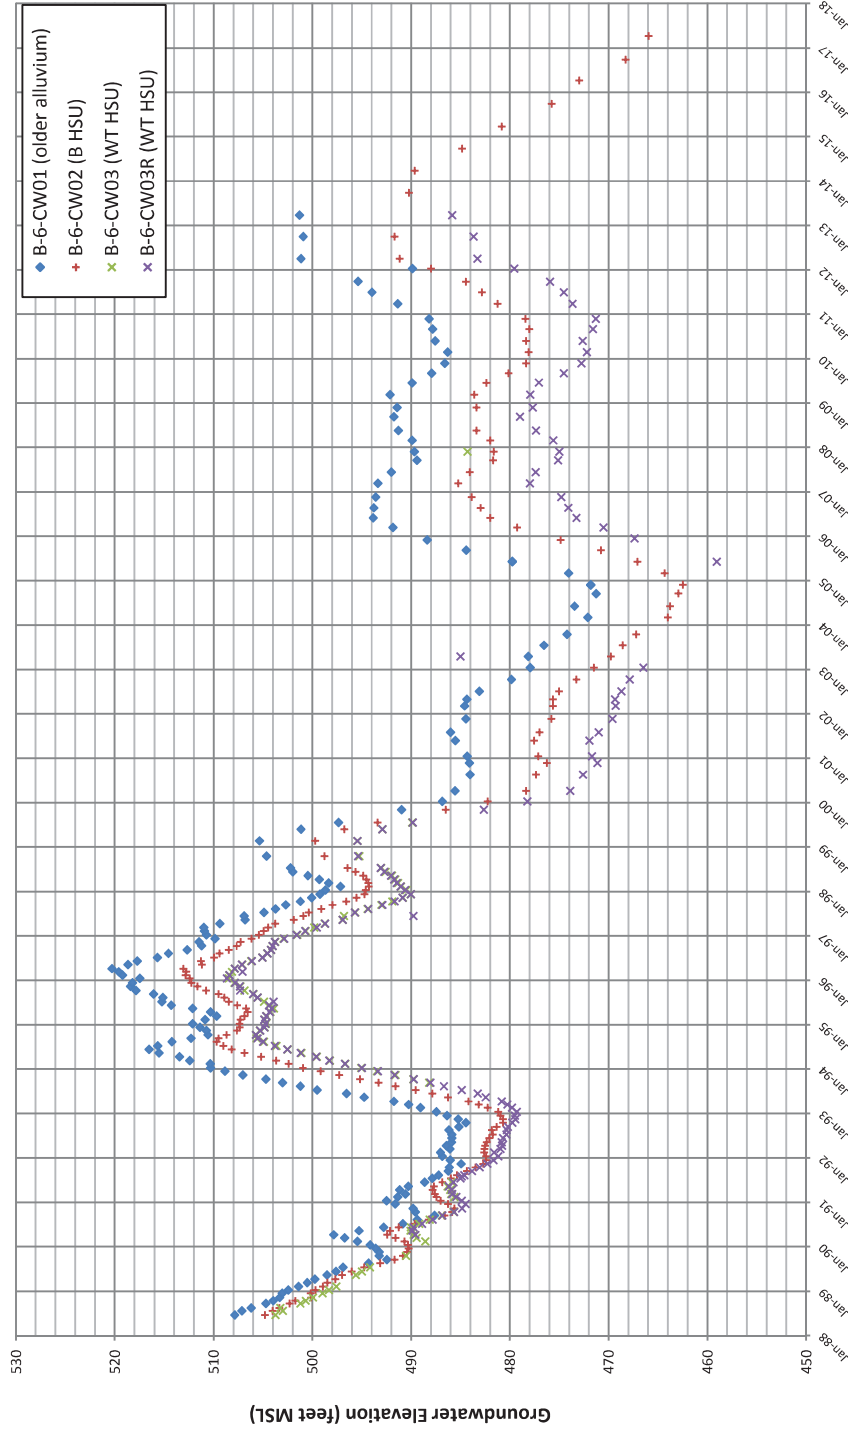 B-6-CW01 (older alluvium)
B-6-CW02 (B HSU)
B-6-CW03 (WT HSU)
B-6-CW03R (WT HSU)
Groundwater Elevation (feet MSL)
530
520
510
500
490
480
470
460
450
Jan-88
Jan-89
Jan-90
Jan-91
Jan-92
Jan-93
Jan-94
Jan-95
Jan-96
Jan-97
Jan-98
Jan-99
Jan-00
Jan-01
Jan-02
Jan-03
Jan-04
Jan-05
Jan-06
Jan-07
Jan-08
Jan-09
Jan-10
Jan-11
Jan-12
Jan-13
Jan-14
Jan-15
Jan-16
Jan-17
Jan-18